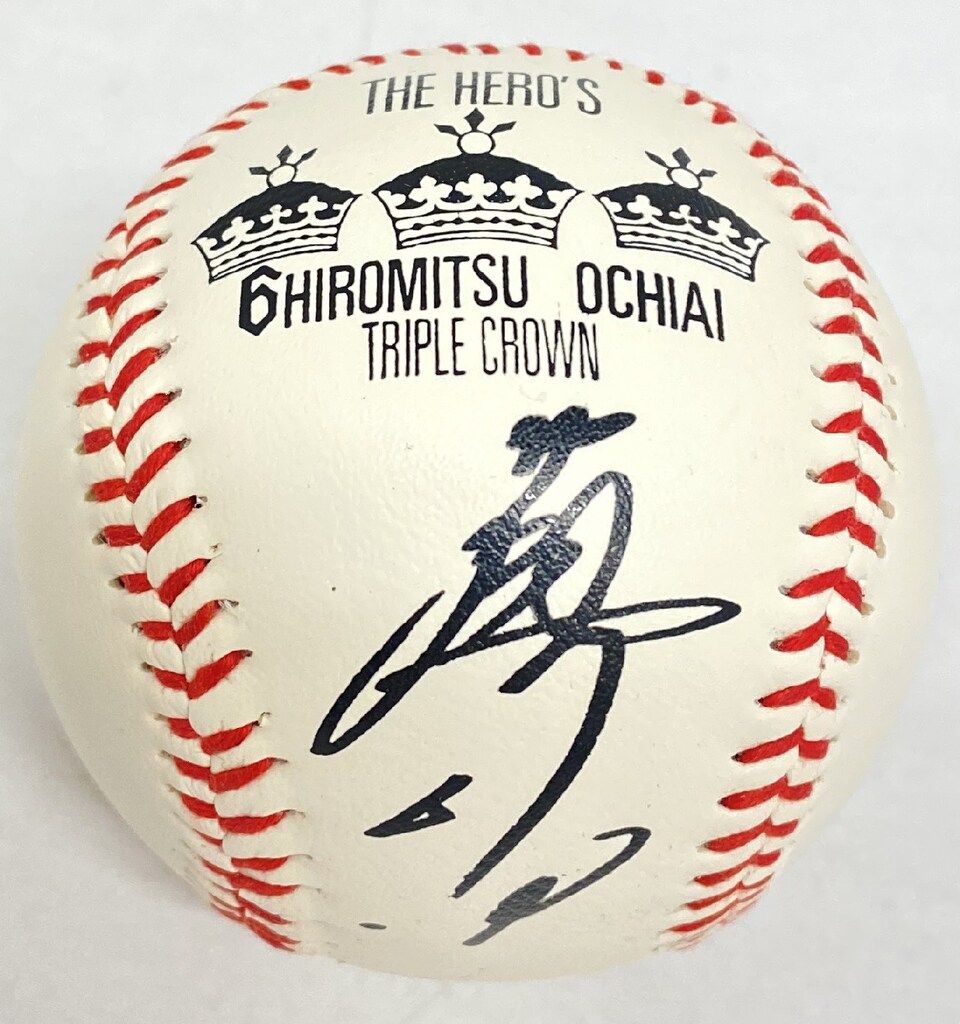 THE HERO'S
6HIROMITSU OCHIAI
TRIPLE CROWN